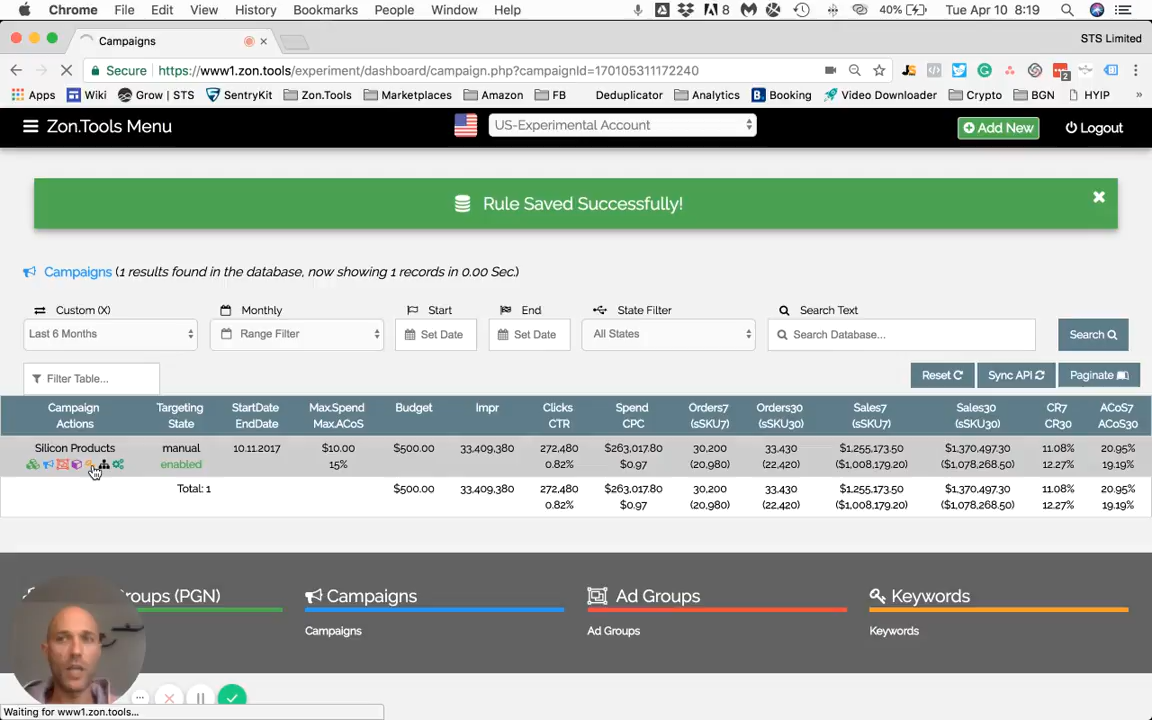 Chrome File Edit View History Bookmarks People Window Help 8 40% Tue Apr 10 8:19
Campaigns STS Limited
Secure https://www1.zon.tools/experiment/dashboard/campaign.php?campaignId=170105311172240 2
Apps Wiki Grow | STS SentryKit Zon.Tools Marketplaces Amazon FB Deduplicator Analytics Booking Video Downloader Crypto BGN HYIP »
Zon.Tools Menu US-Experimental Account Add New Logout
Rule Saved Successfully!
Campaigns (1 results found in the database, now showing 1 records in 0.00 Sec.)
Custom (X) Monthly Start End State Filter Search Text
Last 6 Months Range Filter Set Date Set Date All States Search Database... Search
Filter Table... Reset Sync API Paginate
Campaign Targeting StartDate Max.Spend Budget Impr Clicks Spend Orders7 Orders30 Sales7 Sales30 CR7 ACoS7
Actions State EndDate Max.ACoS CTR CPC (sSKU7) (sSKU30) (sSKU7) (sSKU30) CR30 ACoS30
Silicon Products manual 10.11.2017 $10.00 $500.00 33,409,380 272,480 $263,017.80 30,200 33,430 $1,255,173.50 $1,370,497.30 11.08% 20.95%
enabled 15% 0.82% $0.97 (20,980) (22,420) ($1,008,179.20) ($1,078,268.50) 12.27% 19.19%
Total: 1 $500.00 33,409,380 272,480 $263,017.80 30,200 33,430 $1,255,173.50 $1,370,497.30 11.08% 20.95%
0.82% $0.97 (20,980) (22,420) ($1,008,179.20) ($1,078,268.50) 12.27% 19.19%
(PGN) Campaigns Ad Groups Keywords
Campaigns Ad Groups Keywords
Waiting for www1.zon.tools...